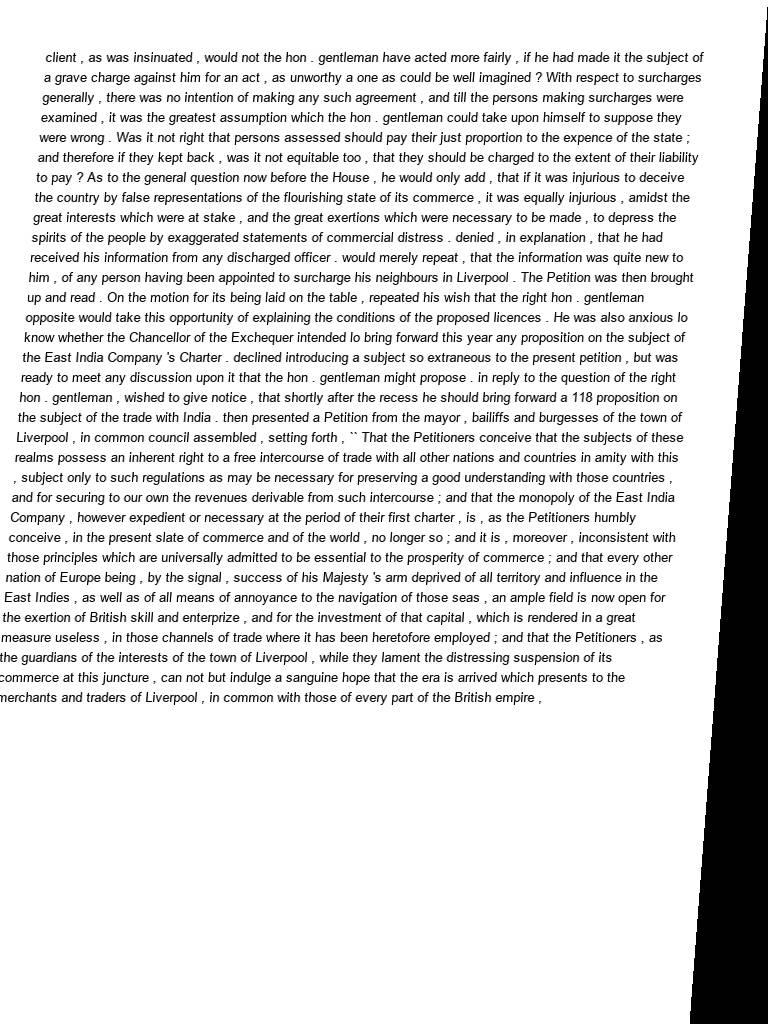 client , as was insinuated , would not the hon . gentleman have acted more fairly , if he had made it the subject of
a grave charge against him for an act , as unworthy a one as could be well imagined ? With respect to surcharges
generally , there was no intention of making any such agreement , and till the persons making surcharges were
examined , it was the greatest assumption which the hon . gentleman could take upon himself to suppose they
were wrong . Was it not right that persons assessed should pay their just proportion to the expence of the state ;
and therefore if they kept back , was it not equitable too , that they should be charged to the extent of their liability
to pay ? As to the general question now before the House , he would only add , that if it was injurious to deceive
the country by false representations of the flourishing state of its commerce , it was equally injurious , amidst the
great interests which were at stake , and the great exertions which were necessary to be made , to depress the
spirits of the people by exaggerated statements of commercial distress . denied , in explanation , that he had
received his information from any discharged officer . would merely repeat , that the information was quite new to
him , of any person having been appointed to surcharge his neighbours in Liverpool . The Petition was then brought
up and read . On the motion for its being laid on the table , repeated his wish that the right hon . gentleman
opposite would take this opportunity of explaining the conditions of the proposed licences . He was also anxious lo
know whether the Chancellor of the Exchequer intended lo bring forward this year any proposition on the subject of
the East India Company 's Charter . declined introducing a subject so extraneous to the present petition , but was
ready to meet any discussion upon it that the hon . gentleman might propose . in reply to the question of the right
hon . gentleman , wished to give notice , that shortly after the recess he should bring forward a 118 proposition on
the subject of the trade with India . then presented a Petition from the mayor , bailiffs and burgesses of the town of
Liverpool , in common council assembled , setting forth , `` That the Petitioners conceive that the subjects of these
realms possess an inherent right to a free intercourse of trade with all other nations and countries in amity with this
, subject only to such regulations as may be necessary for preserving a good understanding with those countries ,
and for securing to our own the revenues derivable from such intercourse ; and that the monopoly of the East India
Company , however expedient or necessary at the period of their first charter , is , as the Petitioners humbly
conceive , in the present slate of commerce and of the world , no longer so ; and it is , moreover , inconsistent with
those principles which are universally admitted to be essential to the prosperity of commerce ; and that every other
nation of Europe being , by the signal , success of his Majesty 's arm deprived of all territory and influence in the
East Indies , as well as of all means of annoyance to the navigation of those seas , an ample field is now open for
the exertion of British skill and enterprize , and for the investment of that capital , which is rendered in a great
measure useless , in those channels of trade where it has been heretofore employed ; and that the Petitioners , as
the guardians of the interests of the town of Liverpool , while they lament the distressing suspension of its
commerce at this juncture , can not but indulge a sanguine hope that the era is arrived which presents to the
merchants and traders of Liverpool , in common with those of every part of the British empire ,